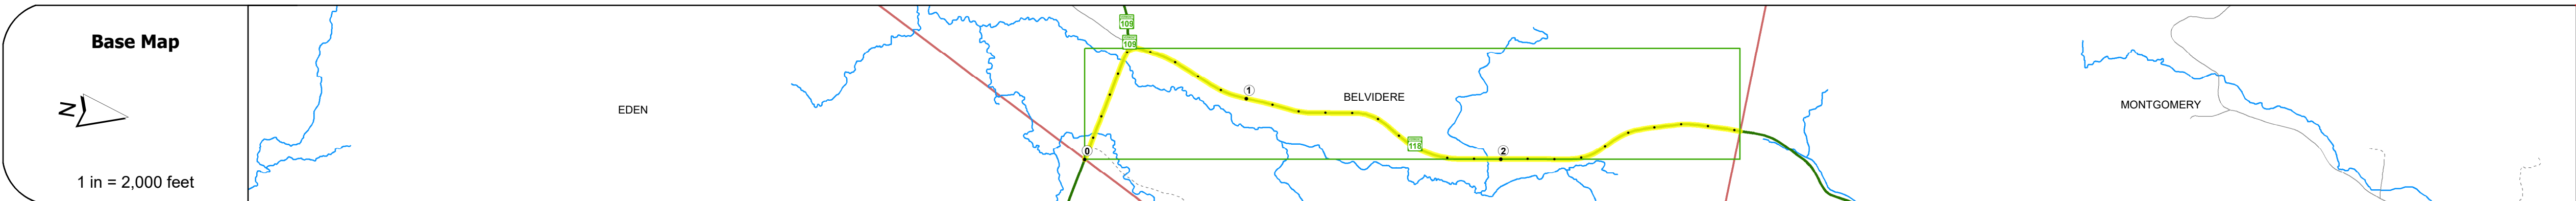 Base Map
N
1 in = 2,000 feet
EDEN
109
109
0
1
BELVIDERE
118
2
MONTGOMERY